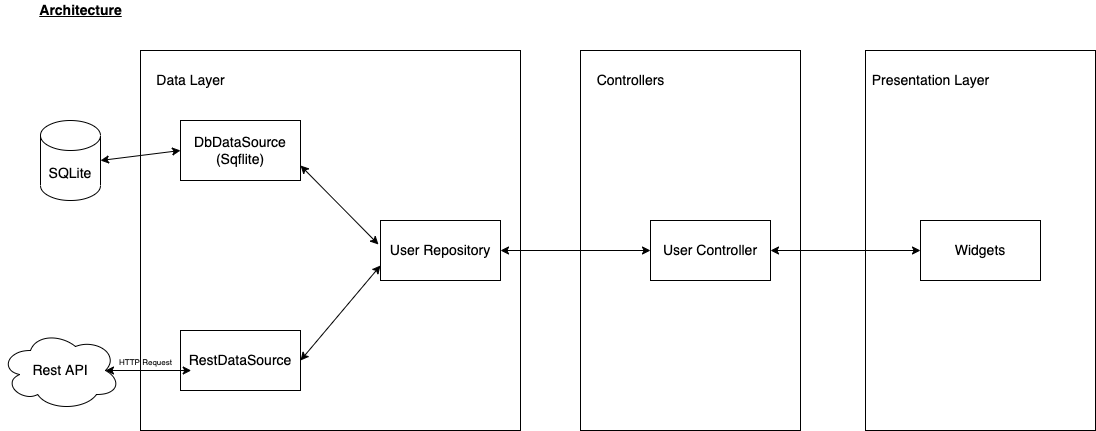 Architecture
Data Layer
Controllers
Presentation Layer
DbDataSource
(Sqflite)
SQLite
User Repository
User Controller
Widgets
HTTP Request
RestDataSource
Rest API